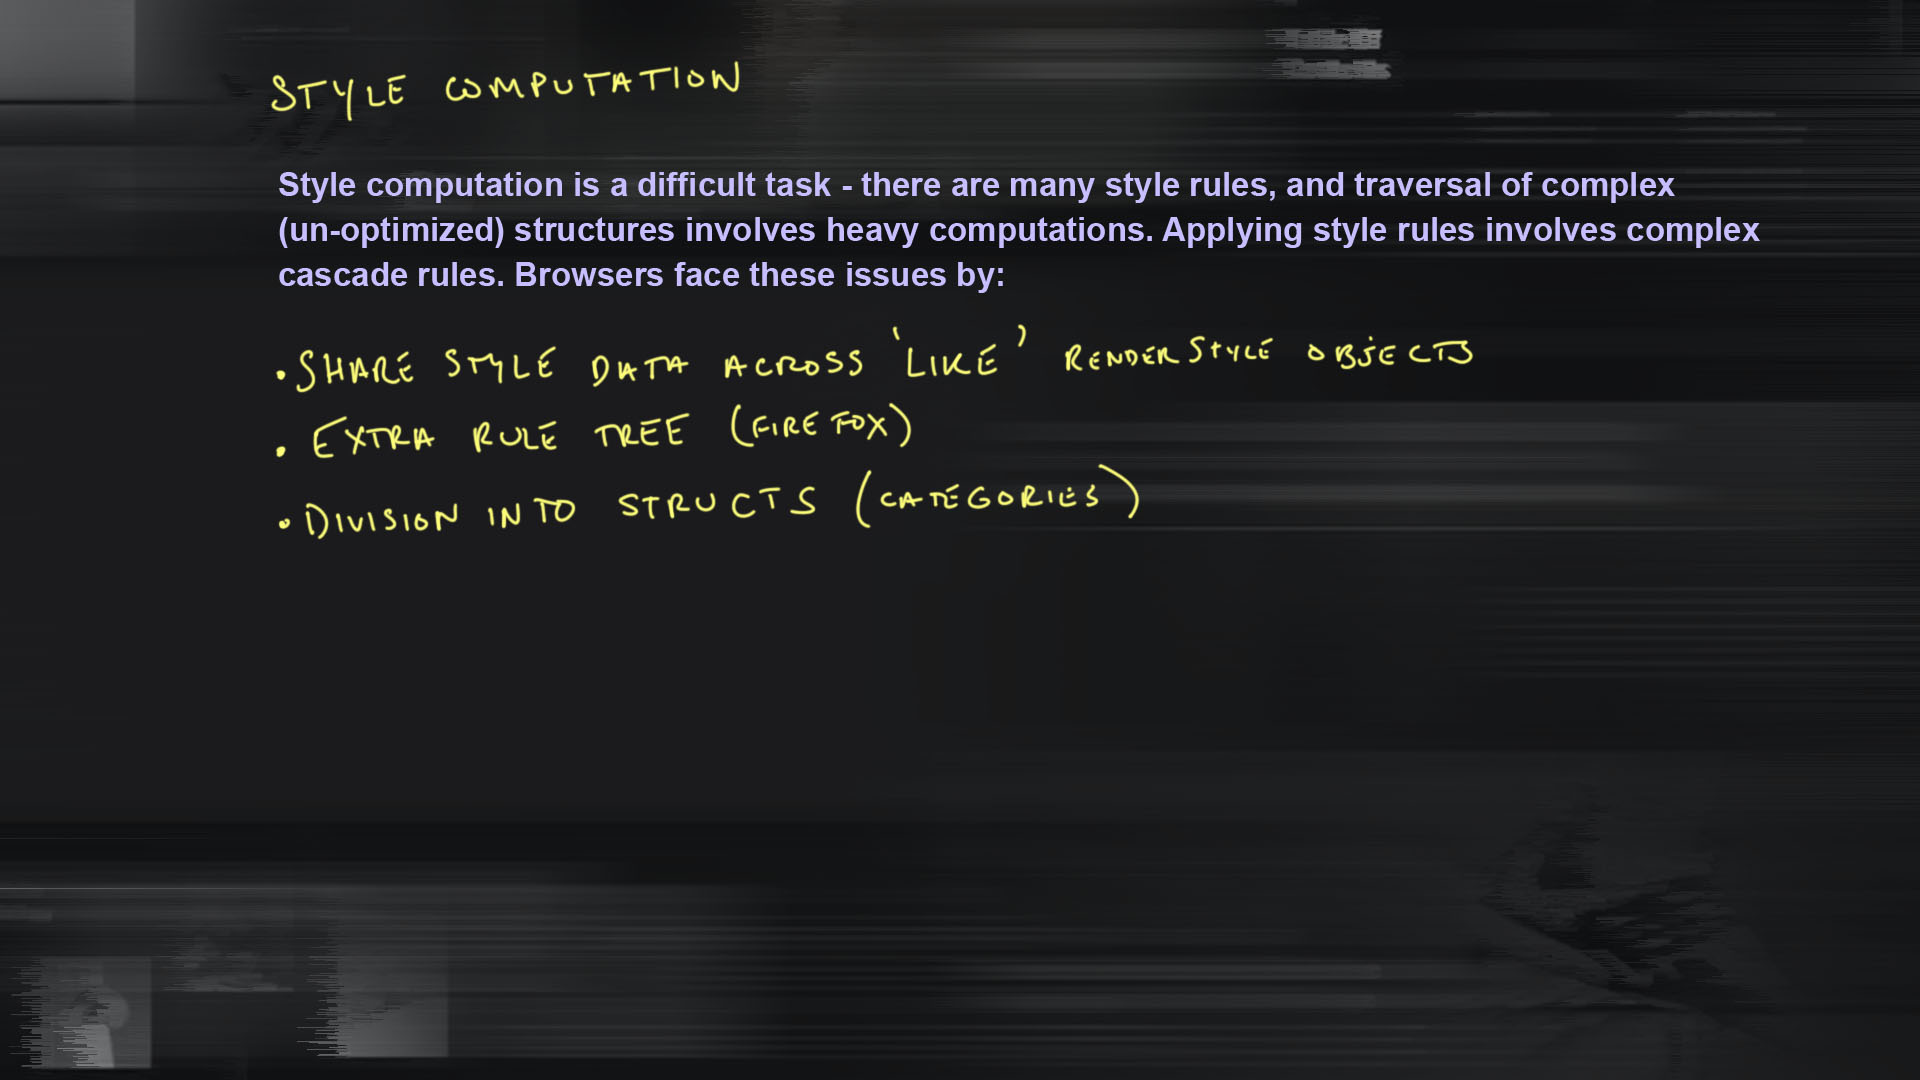 STYLE COMPUTATION
Style computation is a difficult task - there are many style rules, and traversal of complex
(un-optimized) structures involves heavy computations. Applying style rules involves complex
cascade rules. Browsers face these issues by:
• SHARE STYLE DATA ACROSS 'LIKE' RENDERSTYLE OBJECTS
• EXTRA RULE TREE (FIREFOX)
• DIVISION INTO STRUCTS (CATEGORIES)